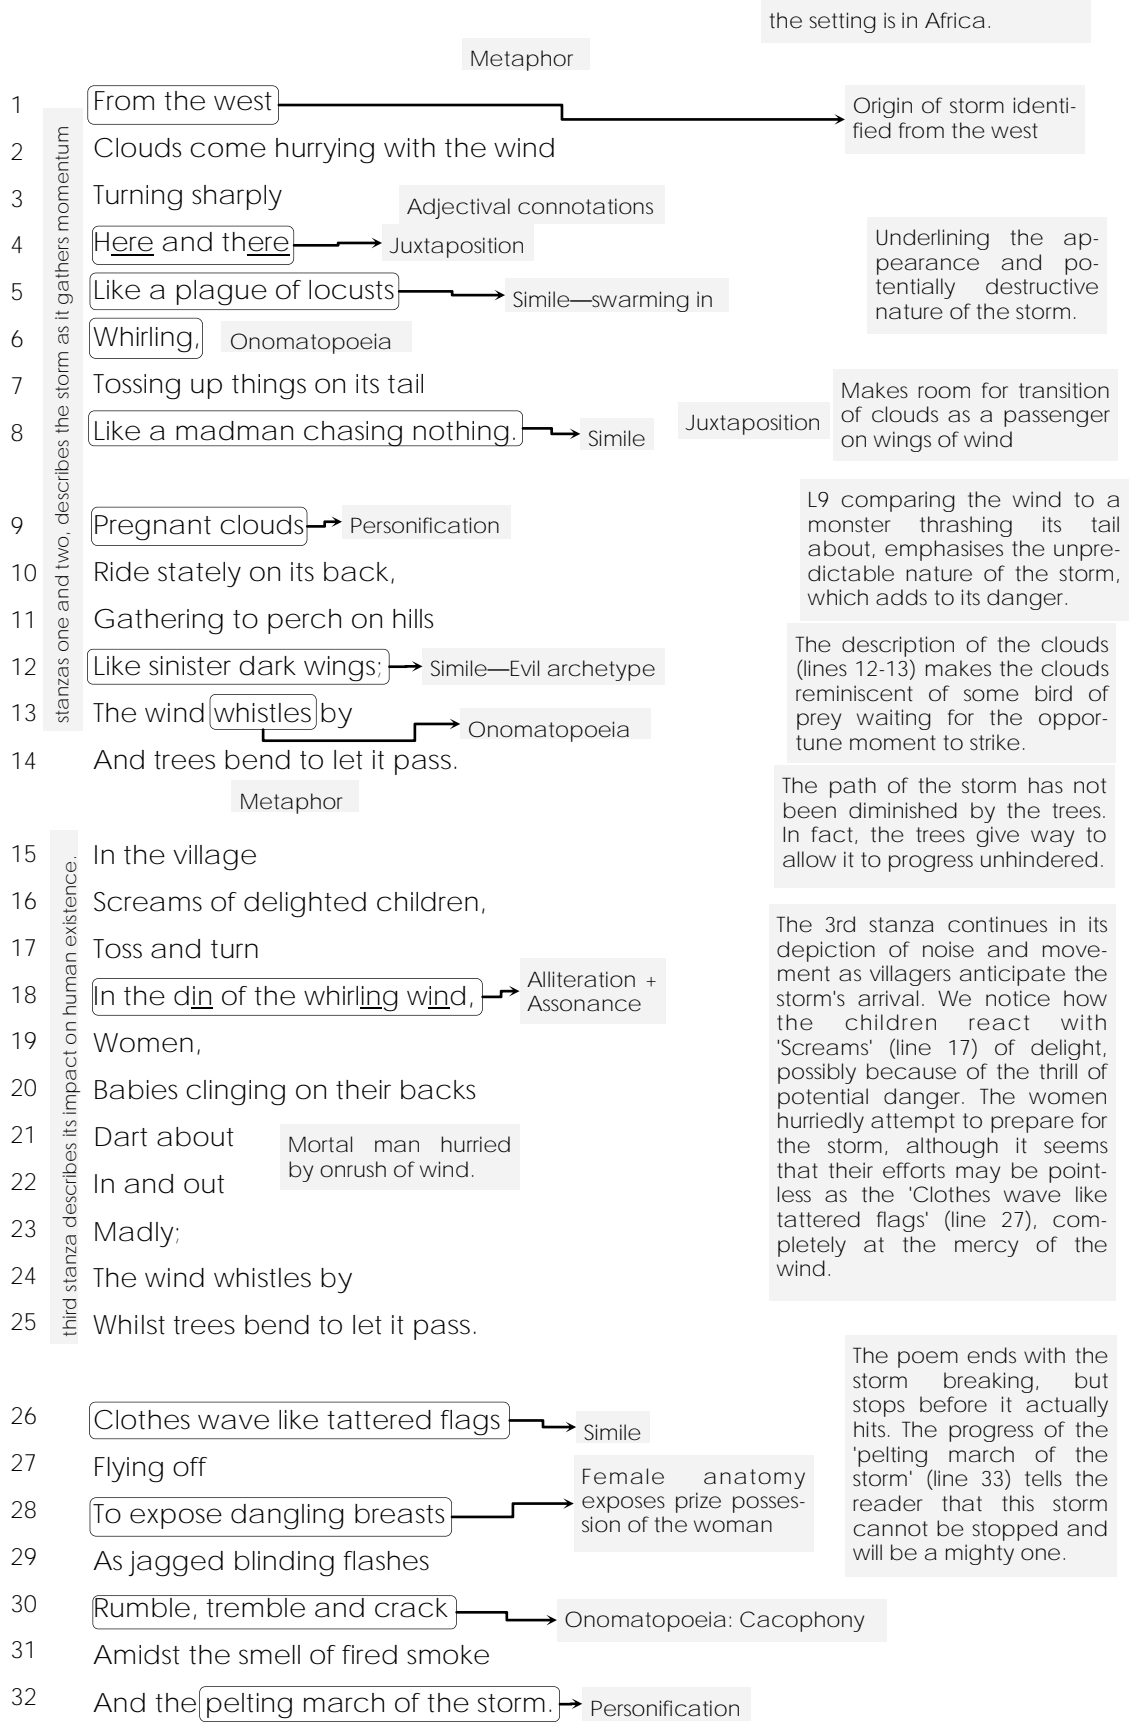 the setting is in Africa.
Metaphor
1 From the west
Origin of storm identi-
fied from the west
2 Clouds come hurrying with the wind
3 Turning sharply
Adjectival connotations
4 Here and there
Juxtaposition
Underlining the ap-
pearance and po-
tentially destructive
nature of the storm.
5 Like a plague of locusts
Simile—swarming in
6 Whirling,
Onomatopoeia
7 Tossing up things on its tail
8 Like a madman chasing nothing.
Simile
Juxtaposition
Makes room for transition
of clouds as a passenger
on wings of wind
stanzas one and two, describes the storm as it gathers momentum
9 Pregnant clouds
Personification
L9 comparing the wind to a
monster thrashing its tail
about, emphasises the unpre-
dictable nature of the storm,
which adds to its danger.
10 Ride stately on its back,
11 Gathering to perch on hills
12 Like sinister dark wings;
Simile—Evil archetype
The description of the clouds
(lines 12-13) makes the clouds
reminiscent of some bird of
prey waiting for the oppor-
tune moment to strike.
13 The wind whistles by
Onomatopoeia
14 And trees bend to let it pass.
Metaphor
The path of the storm has not
been diminished by the trees.
In fact, the trees give way to
allow it to progress unhindered.
15 In the village
16 Screams of delighted children,
17 Toss and turn
18 In the din of the whirling wind,
Alliteration +
Assonance
The 3rd stanza continues in its
depiction of noise and move-
ment as villagers anticipate the
storm's arrival. We notice how
the children react with
'Screams' (line 17) of delight,
possibly because of the thrill of
potential danger. The women
hurriedly attempt to prepare for
the storm, although it seems
that their efforts may be point-
less as the 'Clothes wave like
tattered flags' (line 27), com-
pletely at the mercy of the
wind.
19 Women,
20 Babies clinging on their backs
21 Dart about
Mortal man hurried
by onrush of wind.
22 In and out
23 Madly;
24 The wind whistles by
25 Whilst trees bend to let it pass.
third stanza describes its impact on human existence.
26 Clothes wave like tattered flags
Simile
The poem ends with the
storm breaking, but
stops before it actually
hits. The progress of the
'pelting march of the
storm' (line 33) tells the
reader that this storm
cannot be stopped and
will be a mighty one.
27 Flying off
28 To expose dangling breasts
Female anatomy
exposes prize posses-
sion of the woman
29 As jagged blinding flashes
30 Rumble, tremble and crack
Onomatopoeia: Cacophony
31 Amidst the smell of fired smoke
32 And the pelting march of the storm.
Personification